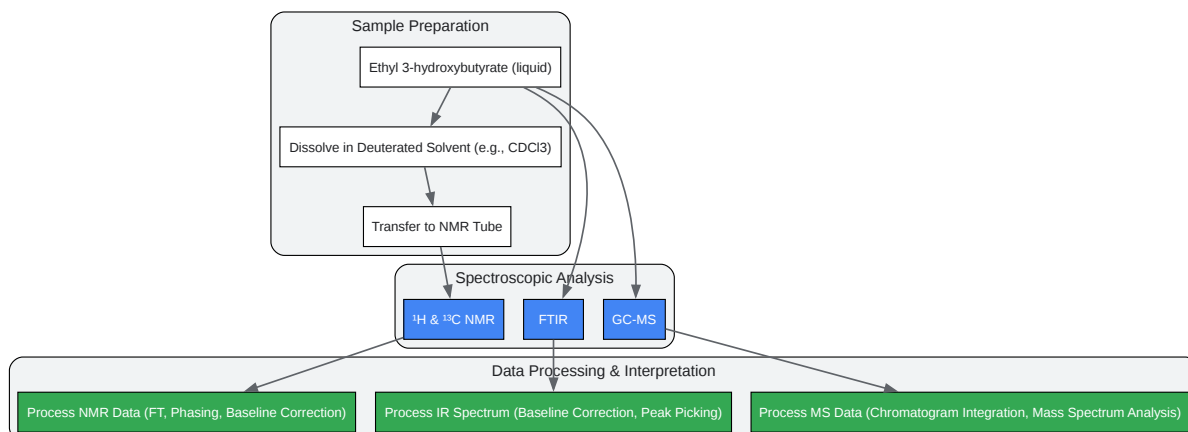 Sample Preparation
Ethyl 3-hydroxybutyrate (liquid)
Dissolve in Deuterated Solvent (e.g., CDCl3)
Transfer to NMR Tube
Spectroscopic Analysis
¹H & ¹³C NMR
FTIR
GC-MS
Data Processing & Interpretation
Process NMR Data (FT, Phasing, Baseline Correction)
Process IR Spectrum (Baseline Correction, Peak Picking)
Process MS Data (Chromatogram Integration, Mass Spectrum Analysis)